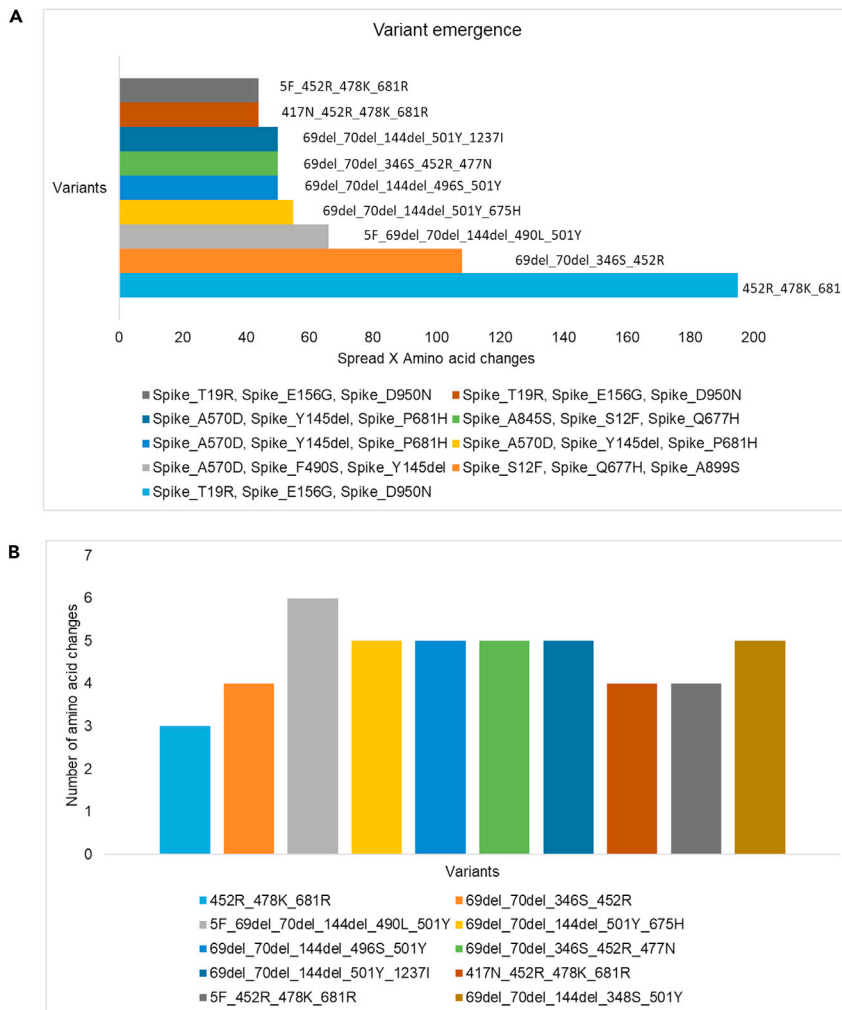 A
Variant emergence
5F_452R_478K_681R
417N_452R_478K_681R
69del_70del_144del_501Y_1237I
69del_70del_346S_452R_477N
Variants
69del_70del_144del_496S_501Y
69del_70del_144del_501Y_675H
5F_69del_70del_144del_490L_501Y
69del_70del_346S_452R
452R_478K_681
0 20 40 60 80 100 120 140 160 180 200
Spread X Amino acid changes
Spike_T19R, Spike_E156G, Spike_D950N Spike_T19R, Spike_E156G, Spike_D950N
Spike_A570D, Spike_Y145del, Spike_P681H Spike_A845S, Spike_S12F, Spike_Q677H
Spike_A570D, Spike_Y145del, Spike_P681H Spike_A570D, Spike_Y145del, Spike_P681H
Spike_A570D, Spike_F490S, Spike_Y145del Spike_S12F, Spike_Q677H, Spike_A899S
Spike_T19R, Spike_E156G, Spike_D950N
B
7
6
5
4
3
2
1
0
Number of amino acid changes
Variants
452R_478K_681R 69del_70del_346S_452R
5F_69del_70del_144del_490L_501Y 69del_70del_144del_501Y_675H
69del_70del_144del_496S_501Y 69del_70del_346S_452R_477N
69del_70del_144del_501Y_1237I 417N_452R_478K_681R
5F_452R_478K_681R 69del_70del_144del_348S_501Y